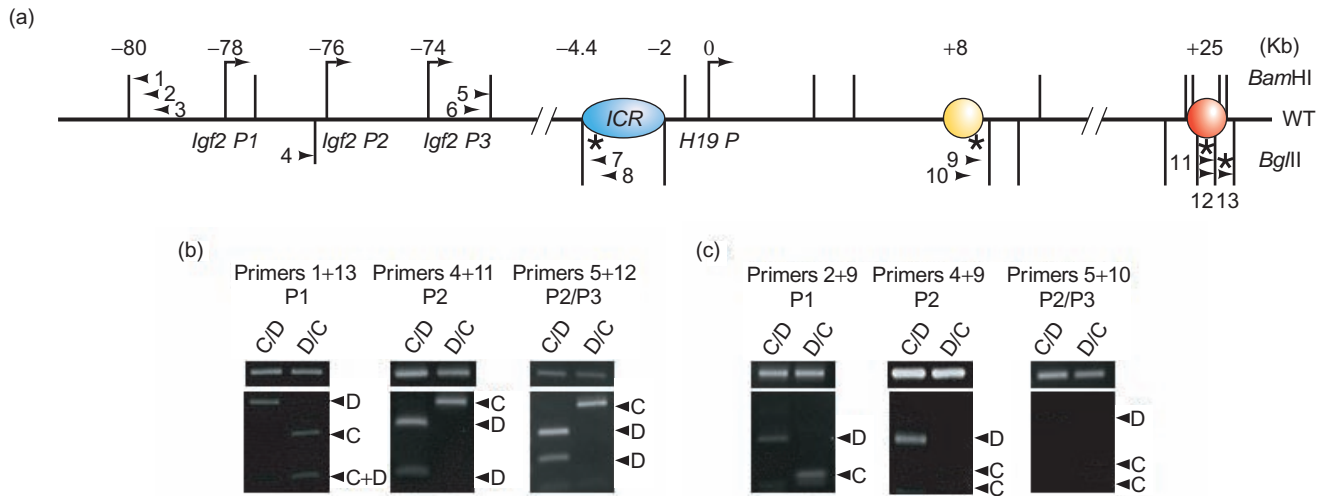 (a)
−80 −78 −76 −74 −4.4 −2 0 +8 +25 (Kb)
1 2 3 5 6 BamHI
Igf2 P1 Igf2 P2 Igf2 P3 ICR H19 P WT
4 * 7 8 * 9 10 11 * * 12 13 BglII
(b) (c)
Primers 1+13 Primers 4+11 Primers 5+12 Primers 2+9 Primers 4+9 Primers 5+10
P1 P2 P2/P3 P1 P2 P2/P3
C/D D/C C/D D/C C/D D/C C/D D/C C/D D/C C/D D/C
D C C+D
C D D
C D D
D C
D C C
D C C